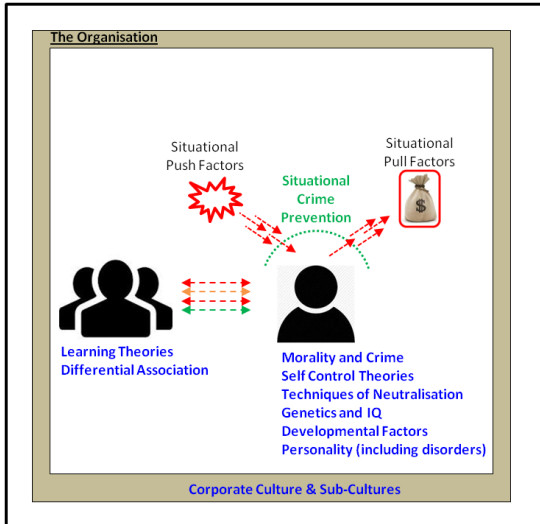 The Organisation
Situational
Push Factors
Situational
Pull Factors
Situational
Crime
Prevention
$
Learning Theories
Differential Association
Morality and Crime
Self Control Theories
Techniques of Neutralisation
Genetics and IQ
Developmental Factors
Personality (including disorders)
Corporate Culture & Sub-Cultures